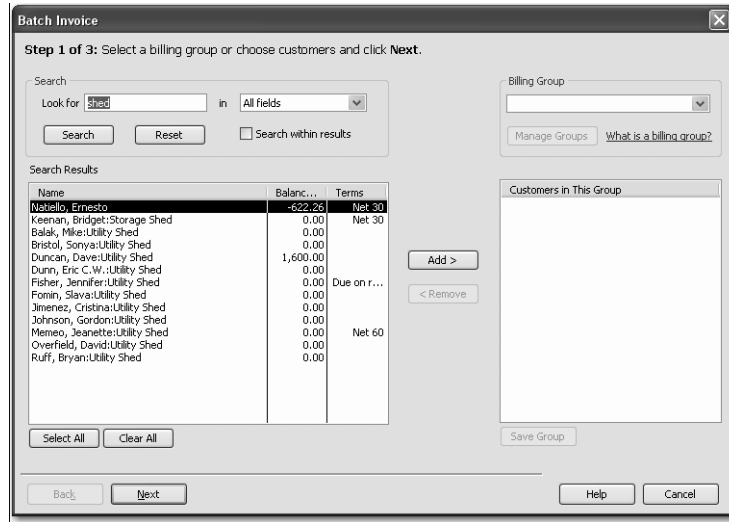 Batch Invoice
Step 1 of 3: Select a billing group or choose customers and click Next.
Search
Look for shed in All fields
Search Reset Search within results
Billing Group
Manage Groups What is a billing group?
Search Results
Name Balanc... Terms
Natiello, Ernesto -622.26 Net 30
Keenan, Bridget:Storage Shed 0.00 Net 30
Balak, Mike:Utility Shed 0.00
Bristol, Sonya:Utility Shed 0.00
Duncan, Dave:Utility Shed 1,600.00
Dunn, Eric C.W.:Utility Shed 0.00
Fisher, Jennifer:Utility Shed 0.00 Due on r...
Fomin, Slava:Utility Shed 0.00
Jimenez, Cristina:Utility Shed 0.00
Johnson, Gordon:Utility Shed 0.00
Memeo, Jeanette:Utility Shed 0.00 Net 60
Overfield, David:Utility Shed 0.00
Ruff, Bryan:Utility Shed 0.00
Select All Clear All
Add >
< Remove
Customers in This Group
Save Group
Back Next Help Cancel